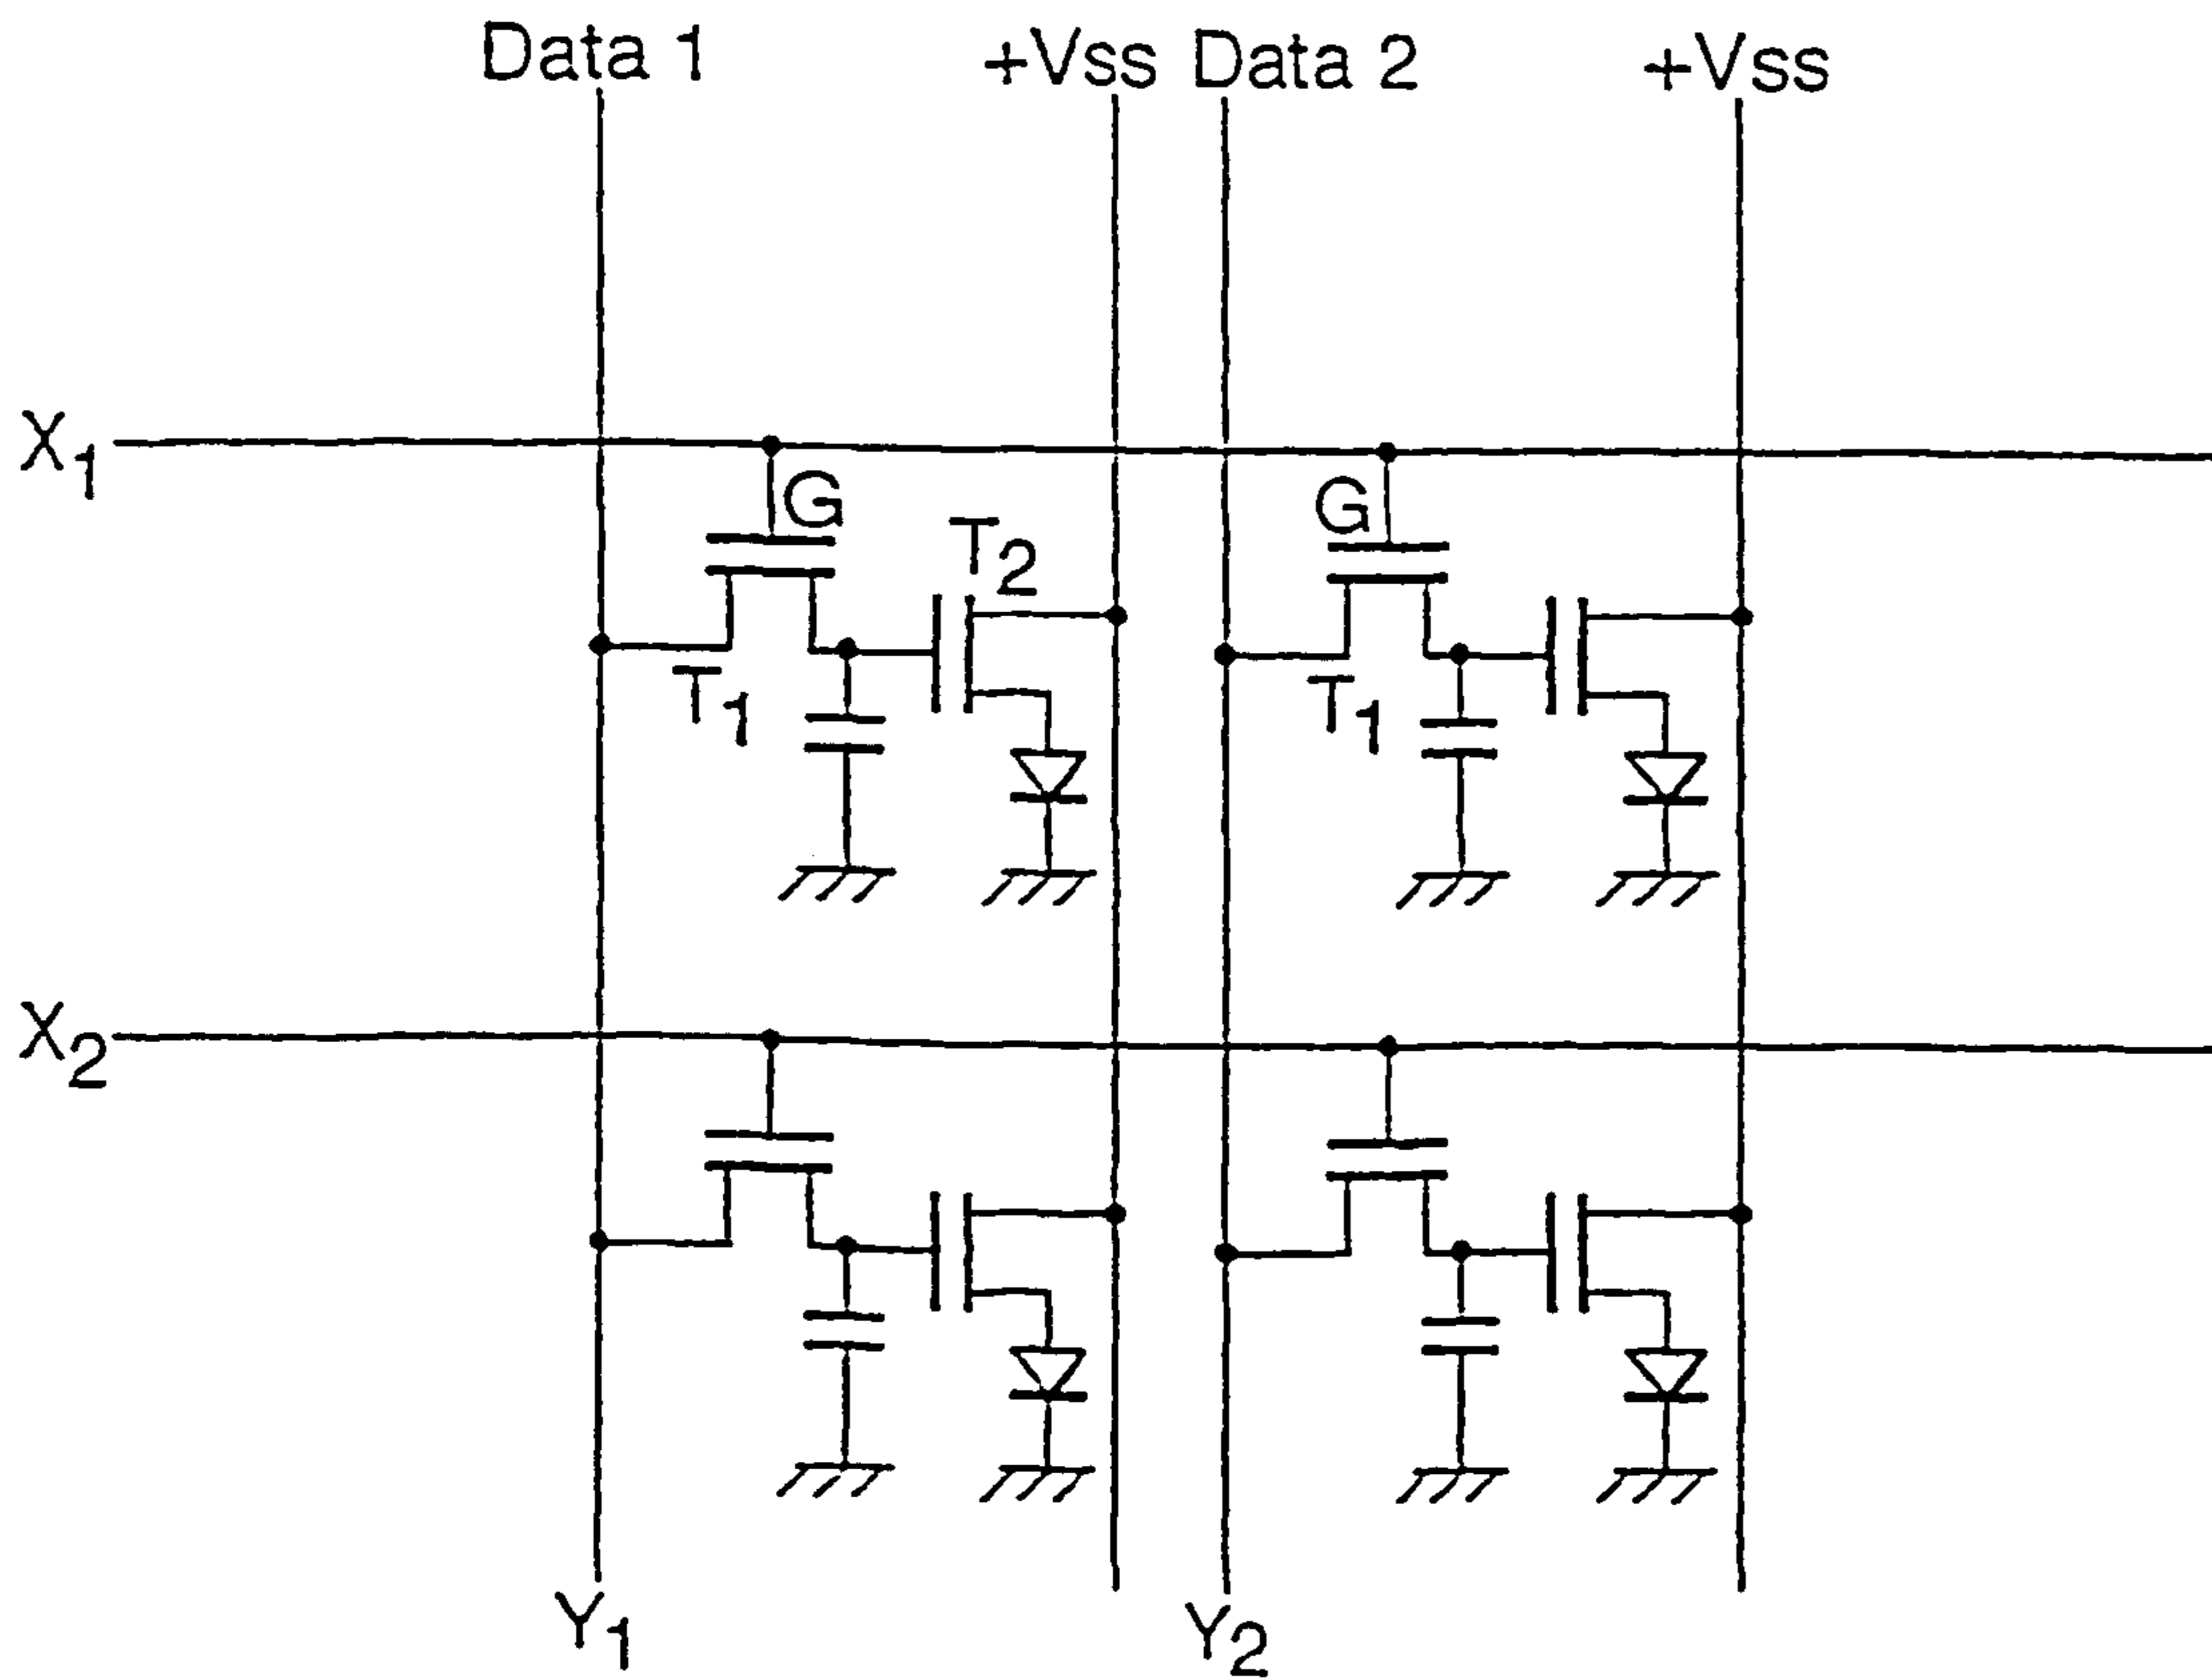 Data 1
+Vss
Data 2
+Vss
X1
G
G
T2
T1
T1
X2
Y1
Y2